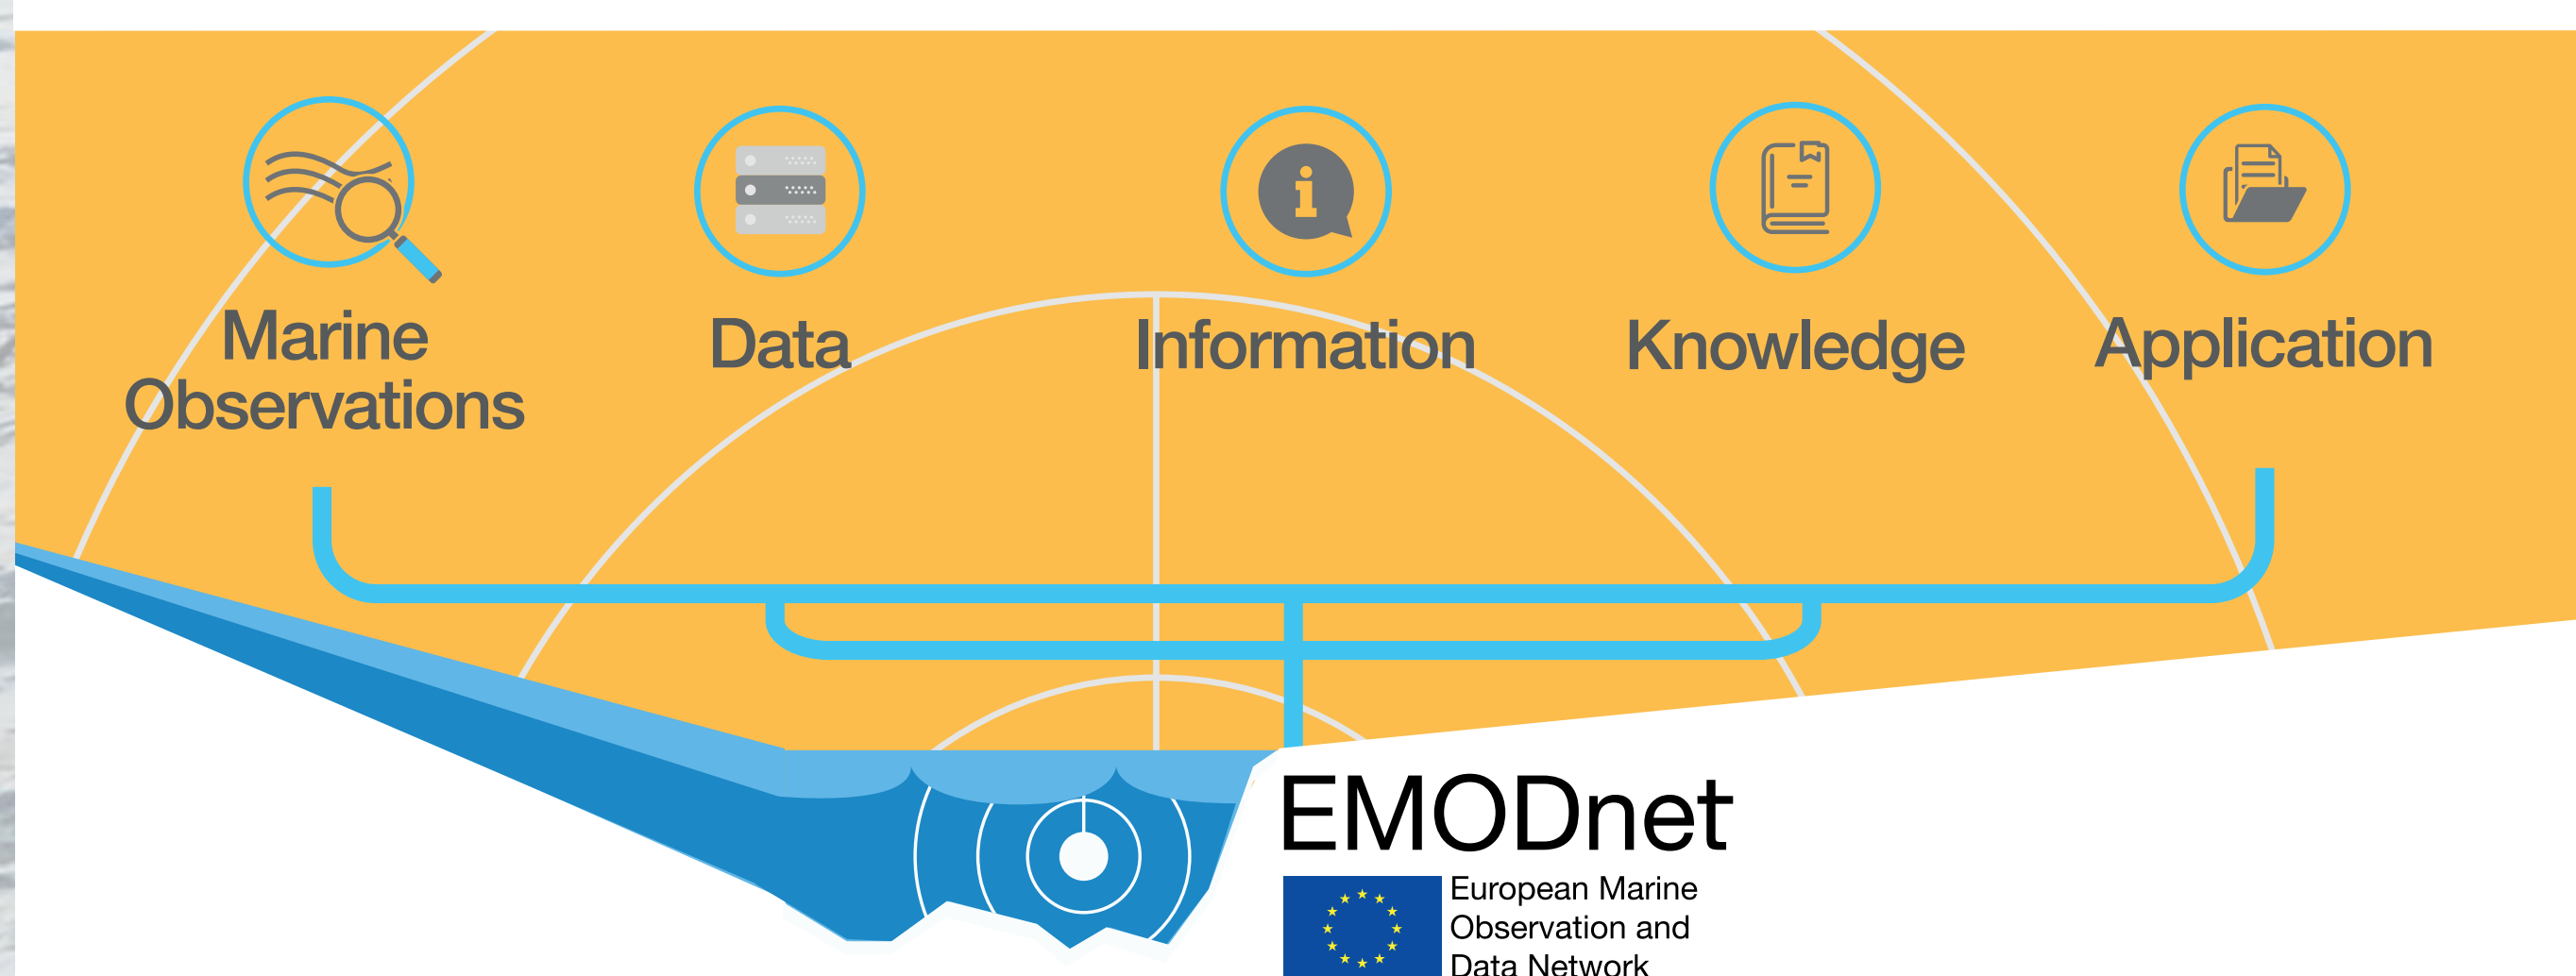 Marine
Observations
Data
Information
Knowledge
Application
EMODnet
European Marine
Observation and
Data Network